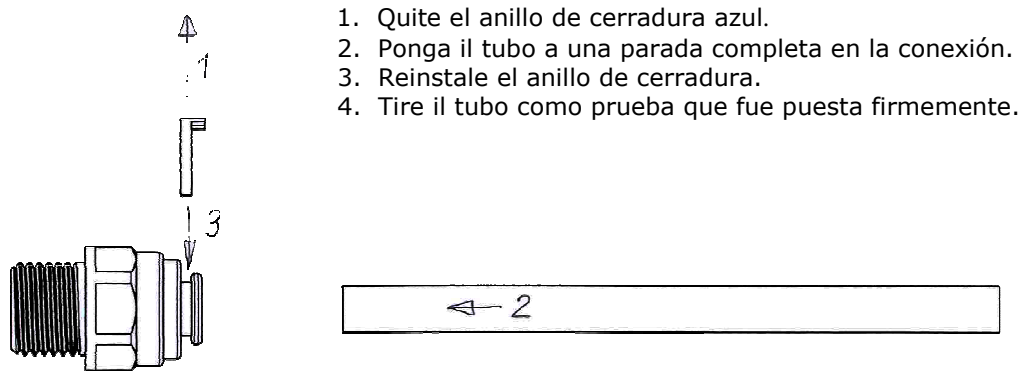 1. Quite el anillo de cerradura azul.
2. Ponga il tubo a una parada completa en la conexión.
3. Reinstale el anillo de cerradura.
4. Tire il tubo como prueba que fue puesta firmemente.
1
3
2